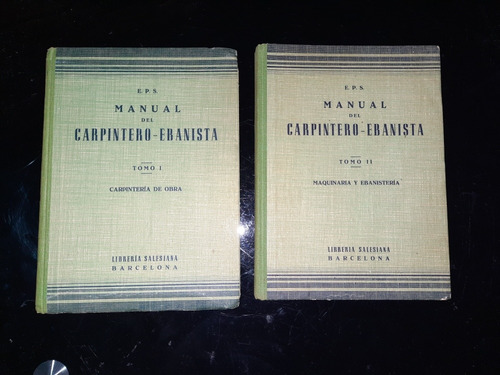 E. P. S.
MANUAL
DEL
CARPINTERO-EBANISTA
TOMO I
CARPINTERÍA DE OBRA
LIBRERÍA SALESIANA
BARCELONA
E. P. S.
MANUAL
DEL
CARPINTERO-EBANISTA
TOMO II
MAQUINARIA Y EBANISTERÍA
LIBRERÍA SALESIANA
BARCELONA